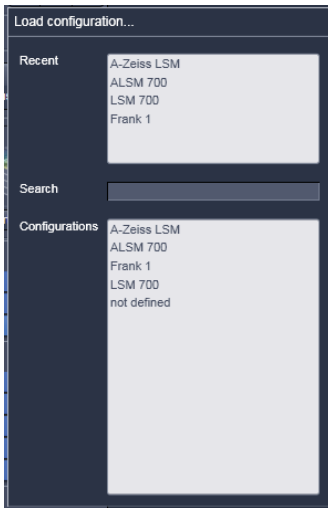 Load configuration...
Recent
A-Zeiss LSM
ALSM 700
LSM 700
Frank 1
Search
Configurations
A-Zeiss LSM
ALSM 700
Frank 1
LSM 700
not defined